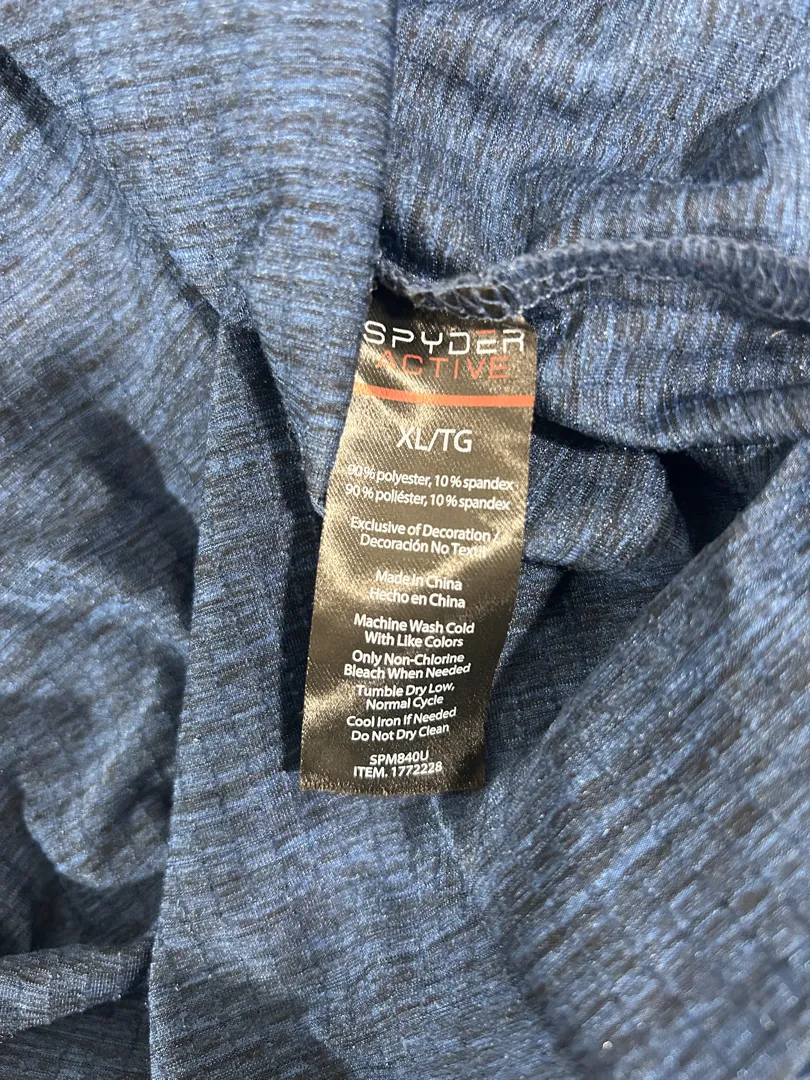 SPYDER
ACTIVE
XL/TG
90% polyester, 10% spandex
90% poliéster, 10% spandex
Exclusive of Decoration /
Decoración No Textil
Made in China
Hecho en China
Machine Wash Cold
With Like Colors
Only Non-Chlorine
Bleach When Needed
Tumble Dry Low,
Normal Cycle
Cool Iron If Needed
Do Not Dry Clean
SPM840U
ITEM. 1772228